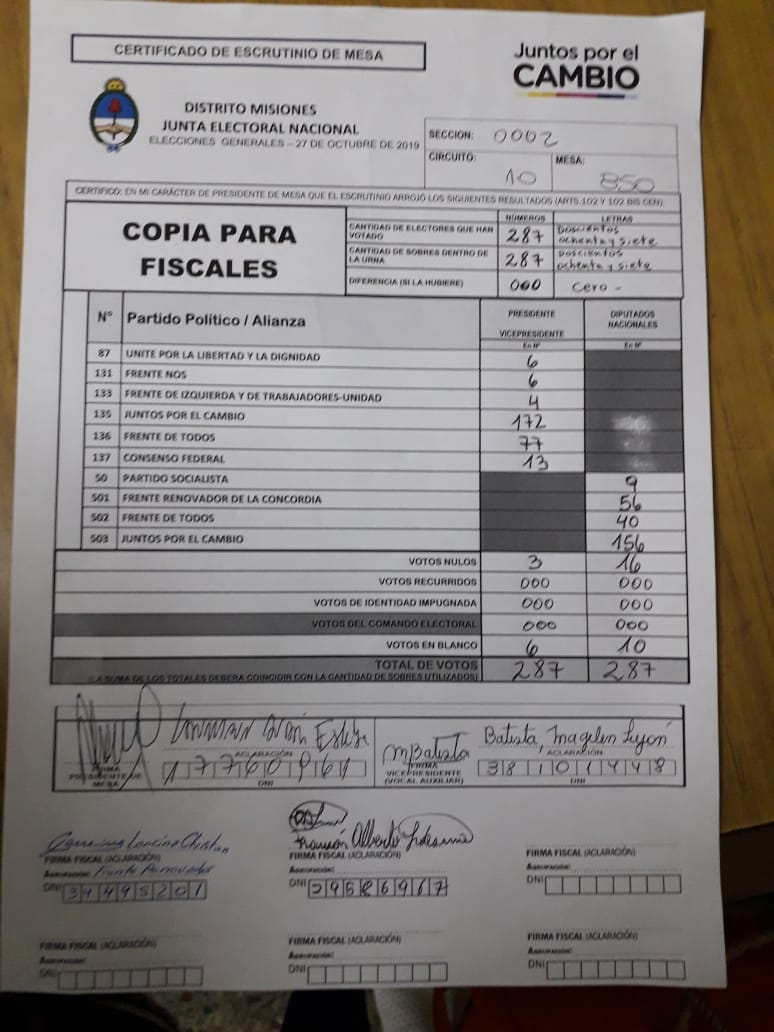 CERTIFICADO DE ESCRUTINIO DE MESA
Juntos por el
CAMBIO
DISTRITO MISIONES
JUNTA ELECTORAL NACIONAL
ELECCIONES GENERALES – 27 DE OCTUBRE DE 2019
SECCION: 0002
CIRCUITO: 10 MESA: 850
CERTIFICO: EN MI CARÁCTER DE PRESIDENTE DE MESA QUE EL ESCRUTINIO ARROJÓ LOS SIGUIENTES RESULTADOS (ARTS.102 Y 102 BIS CEN).
COPIA PARA
FISCALES
NÚMEROS LETRAS
CANTIDAD DE ELECTORES QUE HAN VOTADO 287 Doscientos ochenta y siete
CANTIDAD DE SOBRES DENTRO DE LA URNA 287 Doscientos ochenta y siete
DIFERENCIA (SI LA HUBIERE) 000 Cero -
N° Partido Político / Alianza PRESIDENTE VICEPRESIDENTE DIPUTADOS NACIONALES
En N° En N°
87 UNITE POR LA LIBERTAD Y LA DIGNIDAD 6
131 FRENTE NOS 6
133 FRENTE DE IZQUIERDA Y DE TRABAJADORES-UNIDAD 4
135 JUNTOS POR EL CAMBIO 172
136 FRENTE DE TODOS 77
137 CONSENSO FEDERAL 13
50 PARTIDO SOCIALISTA 9
501 FRENTE RENOVADOR DE LA CONCORDIA 56
502 FRENTE DE TODOS 40
503 JUNTOS POR EL CAMBIO 156
VOTOS NULOS 3 16
VOTOS RECURRIDOS 000 000
VOTOS DE IDENTIDAD IMPUGNADA 000 000
VOTOS DEL COMANDO ELECTORAL 000 000
VOTOS EN BLANCO 6 10
TOTAL DE VOTOS 287 287
(LA SUMA DE LOS TOTALES DEBERA COINCIDIR CON LA CANTIDAD DE SOBRES UTILIZADOS)
Batista,
ACLARACIÓN MBatista ACLARACIÓN
FIRMA PRESIDENTE DE MESA 17760961 FIRMA VICEPRESIDENTE (VOCAL AUXILIAR) 38101448
DNI DNI
Alberto
FIRMA FISCAL (ACLARACIÓN) FIRMA FISCAL (ACLARACIÓN) FIRMA FISCAL (ACLARACIÓN)
Agrupación: Frente Renovador Agrupación: Agrupación:
DNI 34495201 DNI 29586967 DNI
FIRMA FISCAL (ACLARACIÓN) FIRMA FISCAL (ACLARACIÓN) FIRMA FISCAL (ACLARACIÓN)
Agrupación: Agrupación: Agrupación:
DNI DNI DNI